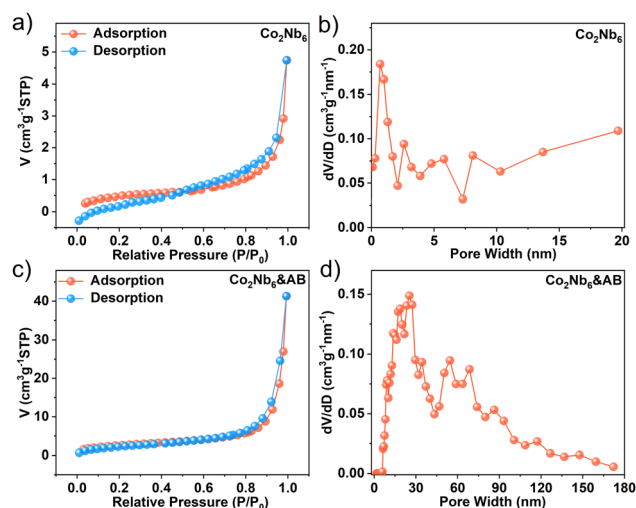 a)
Adsorption
Desorption
Co₂Nb₆
V (cm³g⁻¹STP)
5
4
3
2
1
0
0.0 0.2 0.4 0.6 0.8 1.0
Relative Pressure (P/P₀)
b)
Co₂Nb₆
dV/dD (cm³g⁻¹nm⁻¹)
0.20
0.15
0.10
0.05
0.00
0 5 10 15 20
Pore Width (nm)
c)
Adsorption
Desorption
Co₂Nb₆&AB
V (cm³g⁻¹STP)
40
30
20
10
0
0.0 0.2 0.4 0.6 0.8 1.0
Relative Pressure (P/P₀)
d)
Co₂Nb₆&AB
dV/dD (cm³g⁻¹nm⁻¹)
0.15
0.10
0.05
0.00
0 30 60 90 120 150 180
Pore Width (nm)